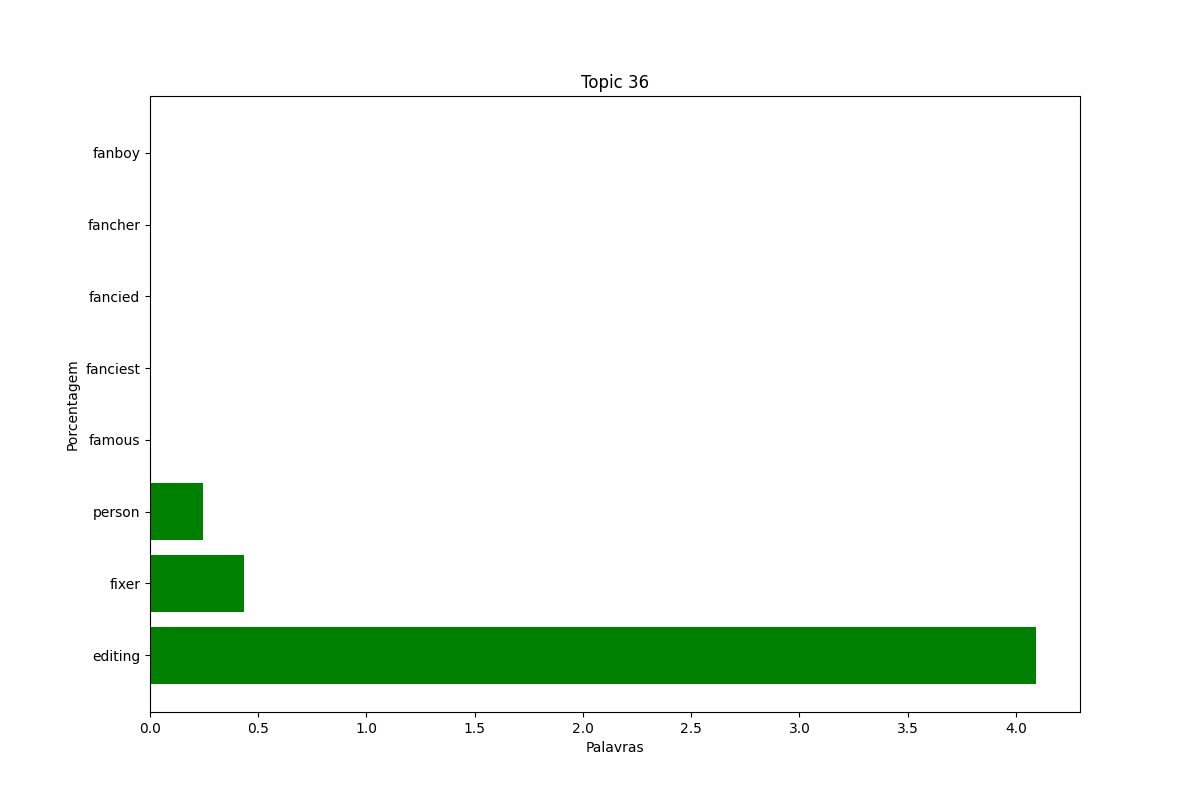 Topic 36
fanboy
fancher
fancied
fanciest
famous
person
fixer
editing
Porcentagem
0.0 0.5 1.0 1.5 2.0 2.5 3.0 3.5 4.0
Palavras